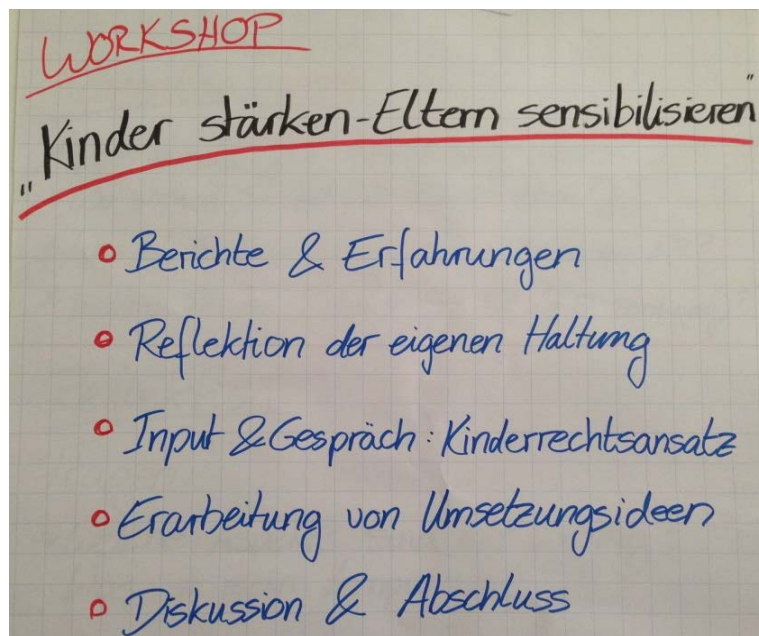 WORKSHOP
„Kinder stärken-Eltern sensibilisieren"
Berichte & Erfahrungen
Reflektion der eigenen Haltung
Input & Gespräch: Kinderrechtsansatz
Erarbeitung von Umsetzungsideen
Diskussion & Abschluss